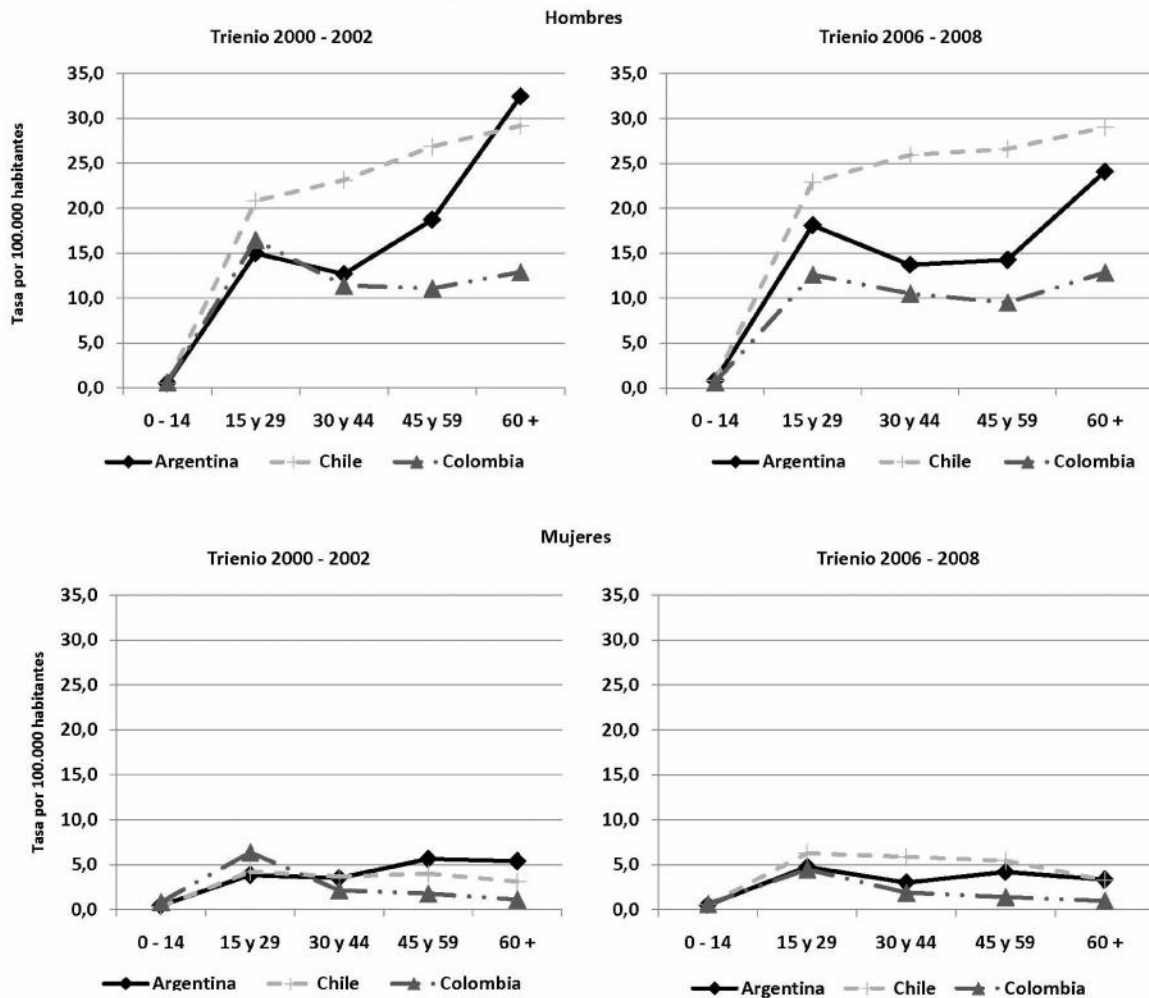 Hombres
Trienio 2000 - 2002
Trienio 2006 - 2008
Tasa por 100.000 habitantes
35,0
30,0
25,0
20,0
15,0
10,0
5,0
0,0
0 - 14 15 y 29 30 y 44 45 y 59 60 +
Argentina Chile Colombia
35,0
30,0
25,0
20,0
15,0
10,0
5,0
0,0
0 - 14 15 y 29 30 y 44 45 y 59 60 +
Argentina Chile Colombia
Mujeres
Trienio 2000 - 2002
Trienio 2006 - 2008
Tasa por 100.000 habitantes
35,0
30,0
25,0
20,0
15,0
10,0
5,0
0,0
0 - 14 15 y 29 30 y 44 45 y 59 60 +
Argentina Chile Colombia
35,0
30,0
25,0
20,0
15,0
10,0
5,0
0,0
0 - 14 15 y 29 30 y 44 45 y 59 60 +
Argentina Chile Colombia